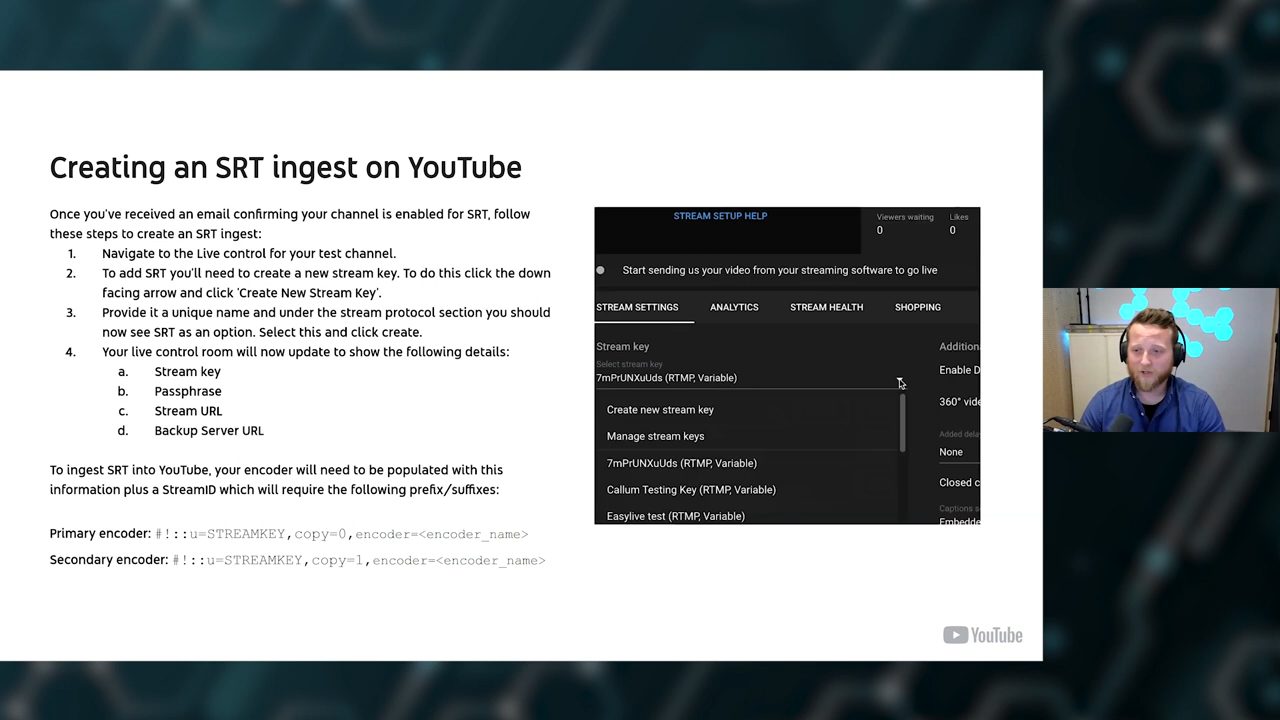 Creating an SRT ingest on YouTube
Once you've received an email confirming your channel is enabled for SRT, follow
these steps to create an SRT ingest:
1. Navigate to the Live control for your test channel.
2. To add SRT you'll need to create a new stream key. To do this click the down
facing arrow and click 'Create New Stream Key'.
3. Provide it a unique name and under the stream protocol section you should
now see SRT as an option. Select this and click create.
4. Your live control room will now update to show the following details:
a. Stream key
b. Passphrase
c. Stream URL
d. Backup Server URL
To ingest SRT into YouTube, your encoder will need to be populated with this
information plus a StreamID which will require the following prefix/suffixes:
Primary encoder: #!::u=STREAMKEY,copy=0,encoder=<encoder_name>
Secondary encoder: #!::u=STREAMKEY,copy=1,encoder=<encoder_name>
STREAM SETUP HELP
Viewers waiting
0
Likes
0
Start sending us your video from your streaming software to go live
STREAM SETTINGS
ANALYTICS
STREAM HEALTH
SHOPPING
Stream key
Select stream key
7mPrUNXuUds (RTMP, Variable)
Create new stream key
Manage stream keys
7mPrUNXuUds (RTMP, Variable)
Callum Testing Key (RTMP, Variable)
Easylive test (RTMP, Variable)
Addition
Enable D
360° vide
Added dela
None
Closed c
Captions s
Embedde
YouTube